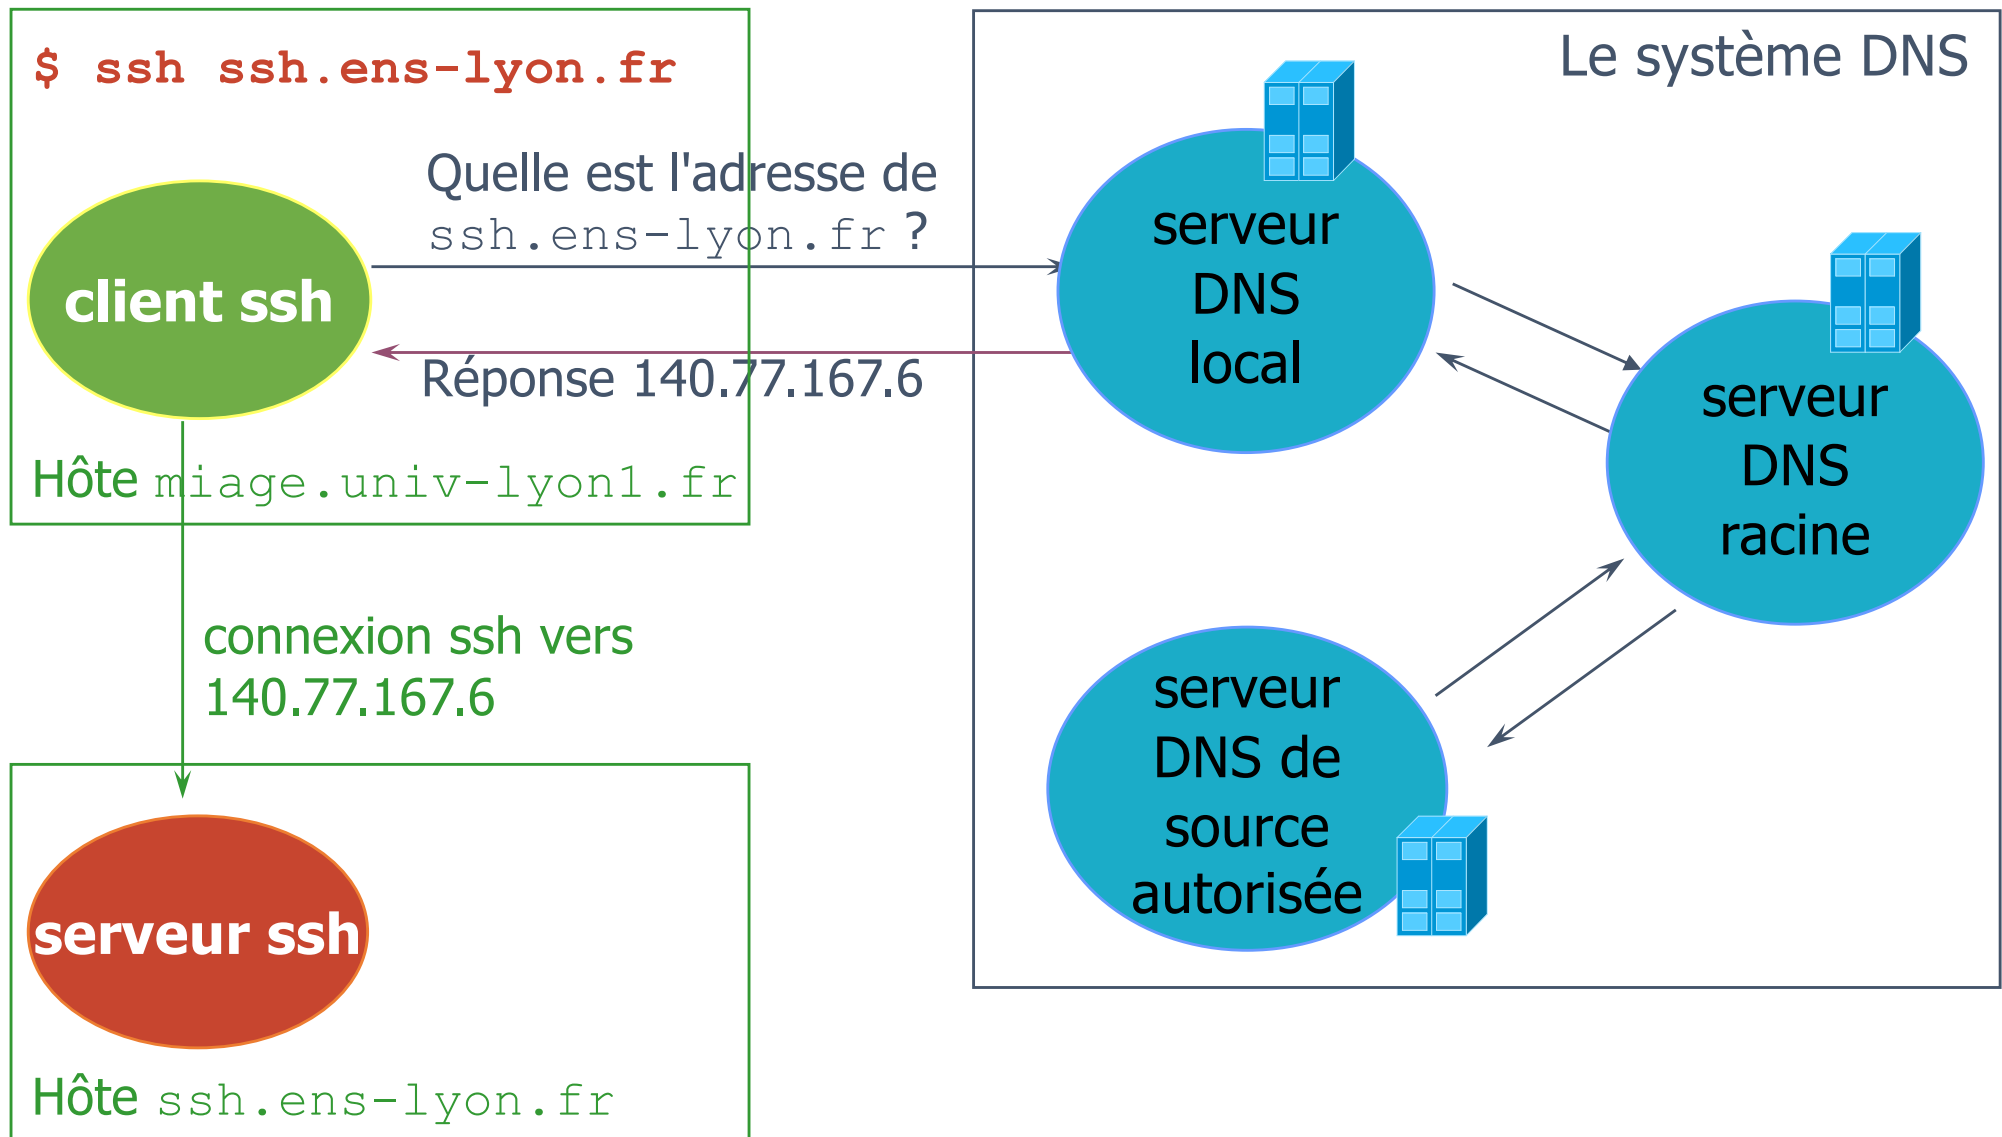 $ ssh ssh.ens-lyon.fr
Quelle est l'adresse de
ssh.ens-lyon.fr ?
client ssh
Réponse 140.77.167.6
Hôte miage.univ-lyon1.fr
connexion ssh vers
140.77.167.6
serveur ssh
Hôte ssh.ens-lyon.fr
Le système DNS
serveur
DNS
local
serveur
DNS
racine
serveur
DNS de
source
autorisée